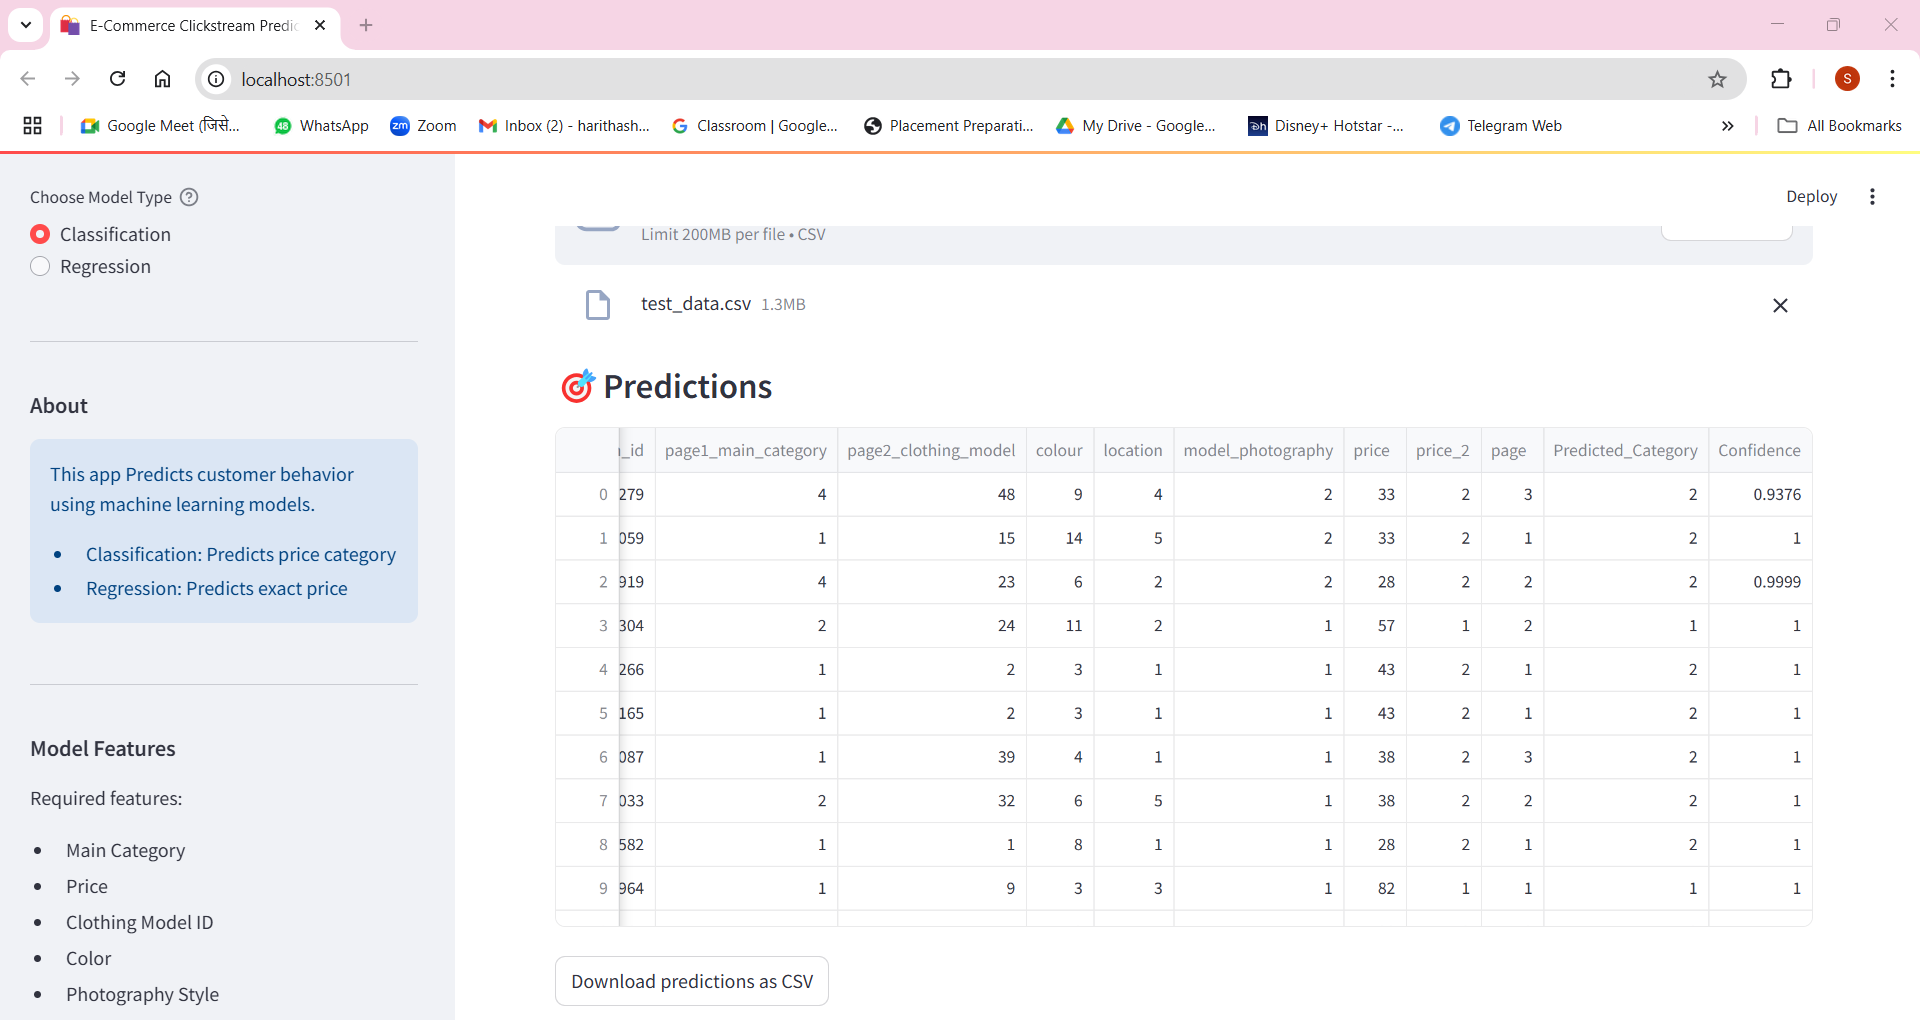 E-Commerce Clickstream Predic
localhost:8501
S
Google Meet (जिसे...
48 WhatsApp
zm Zoom
Inbox (2) - harithash...
Classroom | Google...
Placement Preparati...
My Drive - Google...
Disney+ Hotstar -...
Telegram Web
All Bookmarks
Choose Model Type
Classification
Regression
About
This app Predicts customer behavior
using machine learning models.
Classification: Predicts price category
Regression: Predicts exact price
Model Features
Required features:
Main Category
Price
Clothing Model ID
Color
Photography Style
Deploy
Limit 200MB per file • CSV
test_data.csv 1.3MB
Predictions
_id page1_main_category page2_clothing_model colour location model_photography price price_2 page Predicted_Category Confidence
0 279 4 48 9 4 2 33 2 3 2 0.9376
1 059 1 15 14 5 2 33 2 1 2 1
2 919 4 23 6 2 2 28 2 2 2 0.9999
3 304 2 24 11 2 1 57 1 2 1 1
4 266 1 2 3 1 1 43 2 1 2 1
5 165 1 2 3 1 1 43 2 1 2 1
6 087 1 39 4 1 1 38 2 3 2 1
7 033 2 32 6 5 1 38 2 2 2 1
8 582 1 1 8 1 1 28 2 1 2 1
9 964 1 9 3 3 1 82 1 1 1 1
Download predictions as CSV